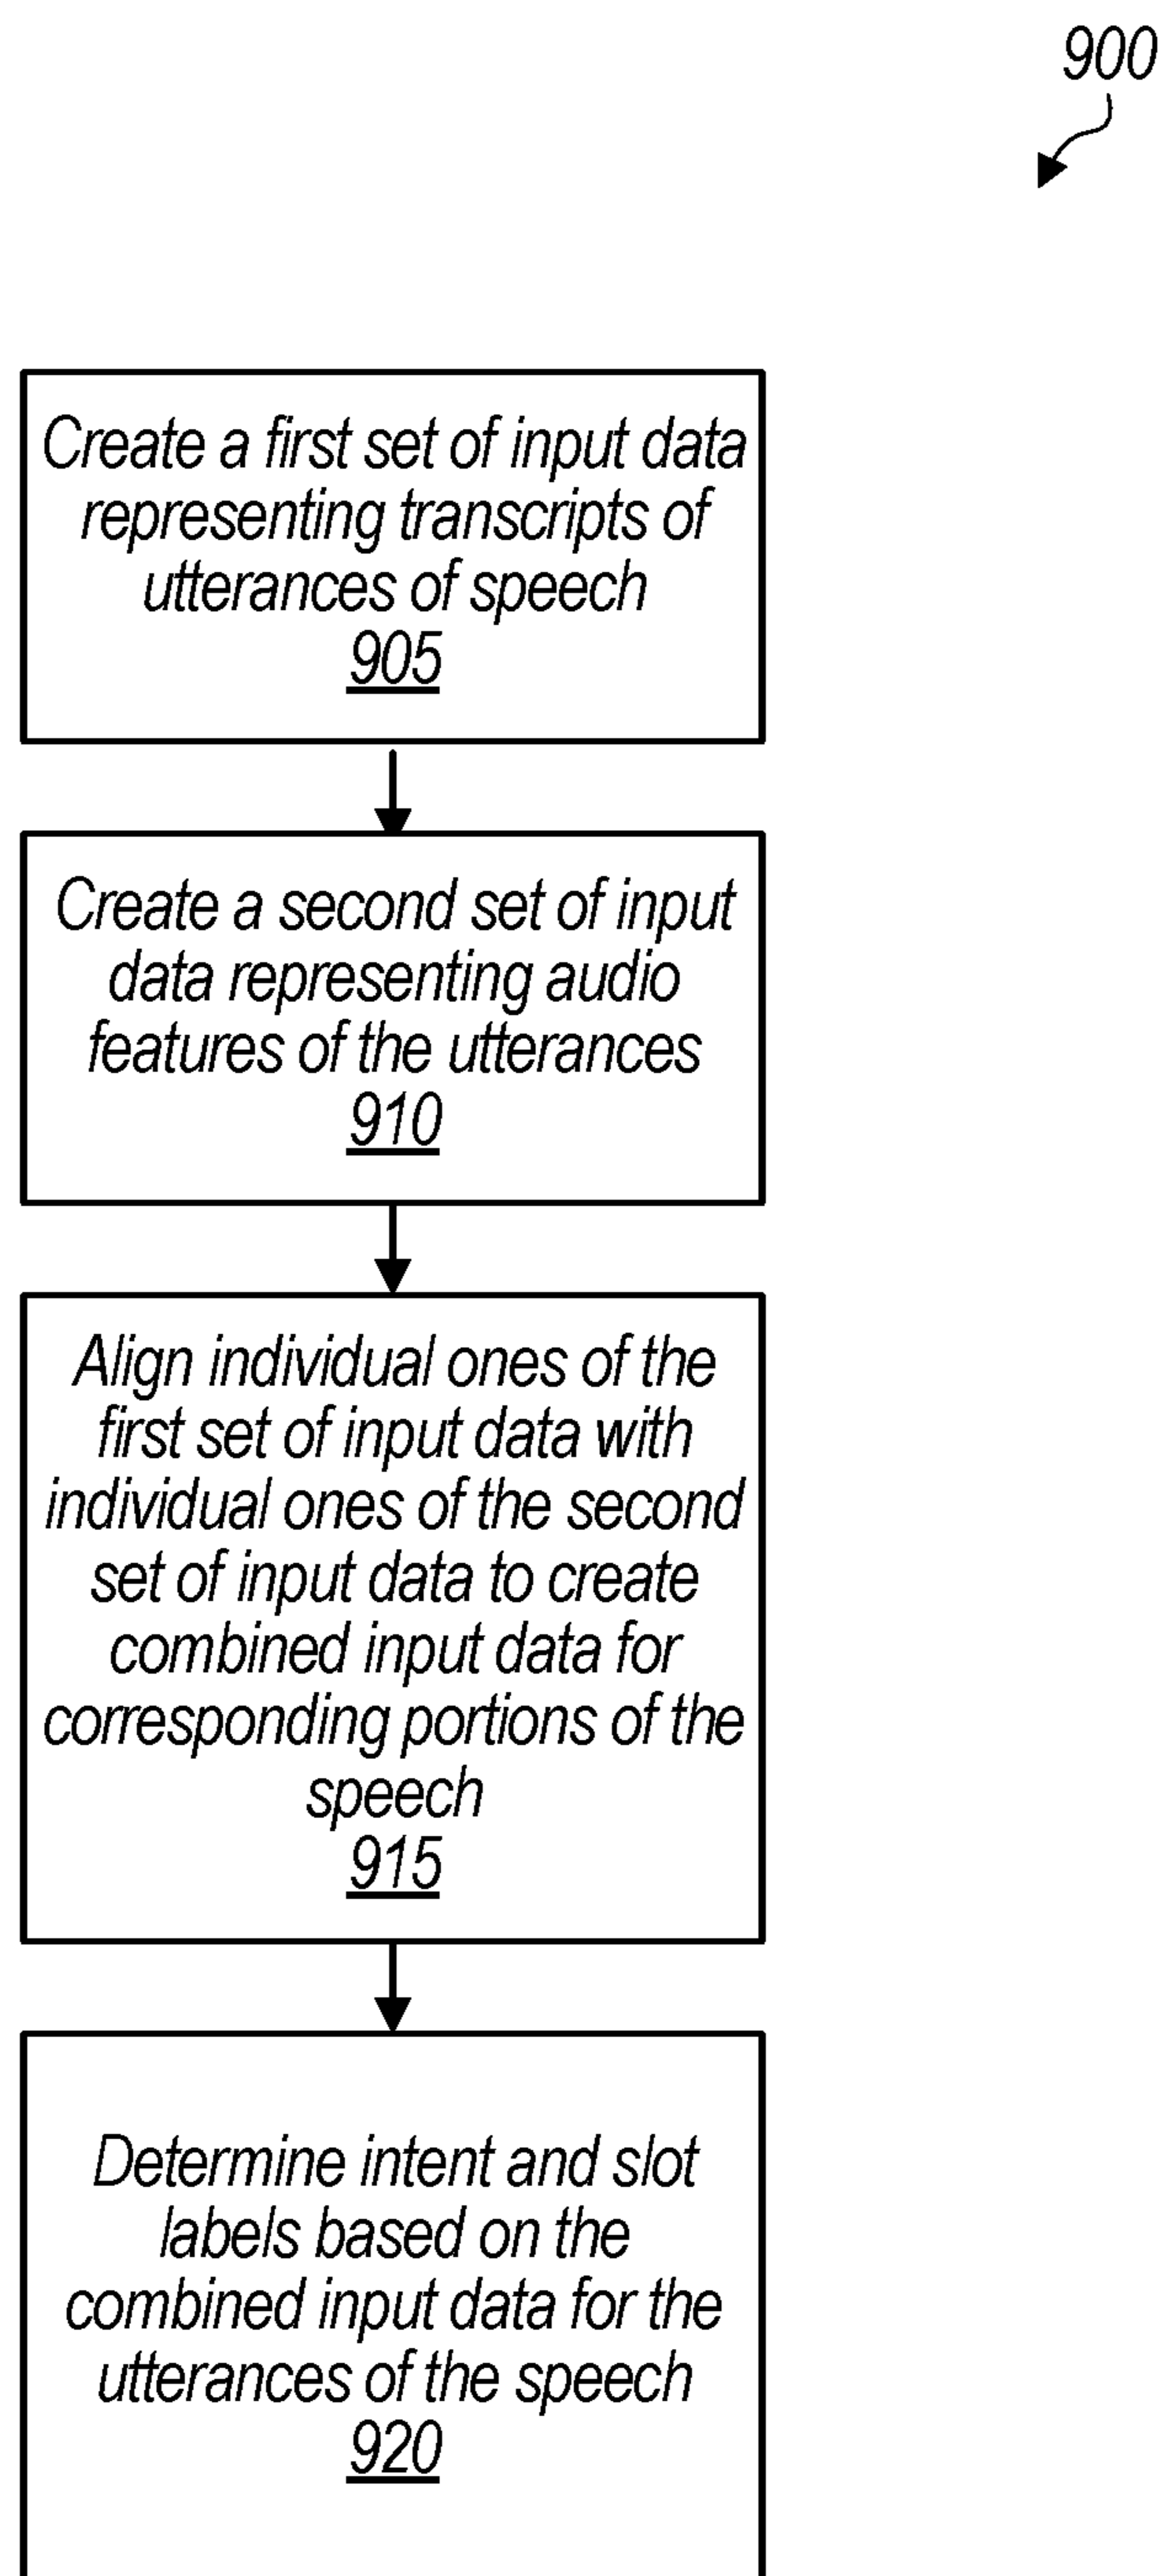 900
Create a first set of input data
representing transcripts of
utterances of speech
905
Create a second set of input
data representing audio
features of the utterances
910
Align individual ones of the
first set of input data with
individual ones of the second
set of input data to create
combined input data for
corresponding portions of the
speech
915
Determine intent and slot
labels based on the
combined input data for the
utterances of the speech
920